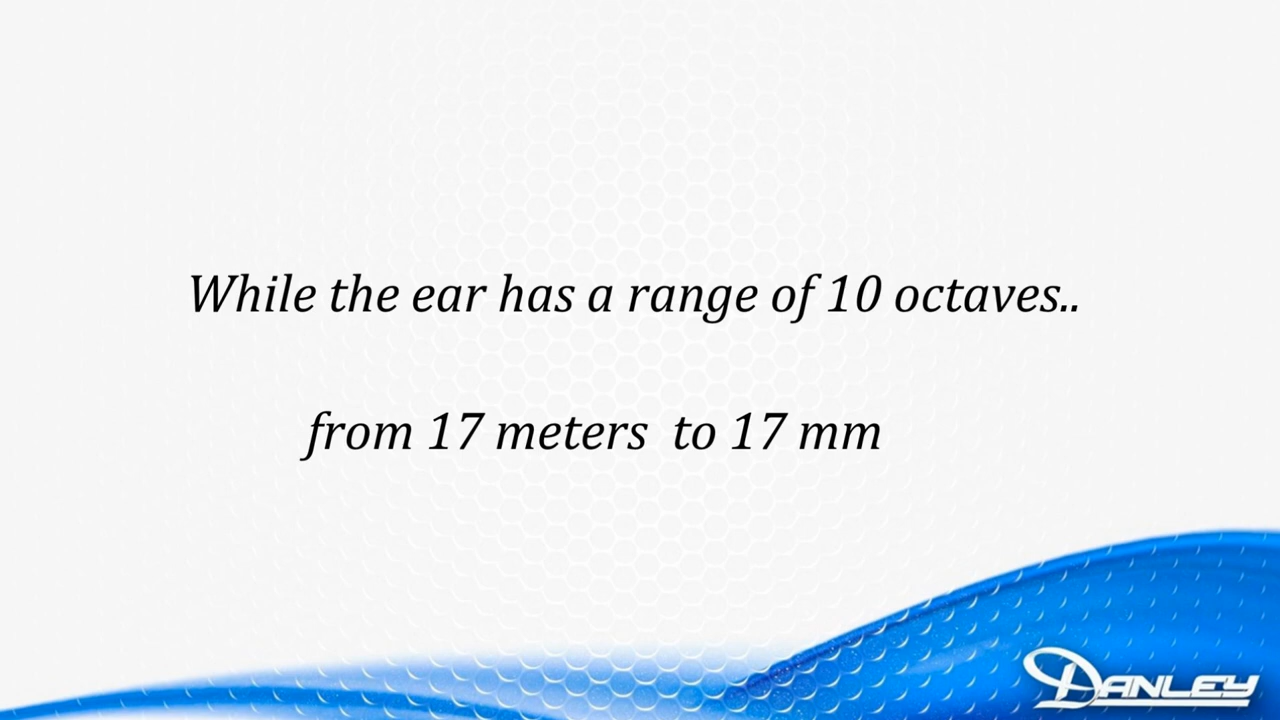 While the ear has a range of 10 octaves..
from 17 meters  to 17 mm
DANLEY